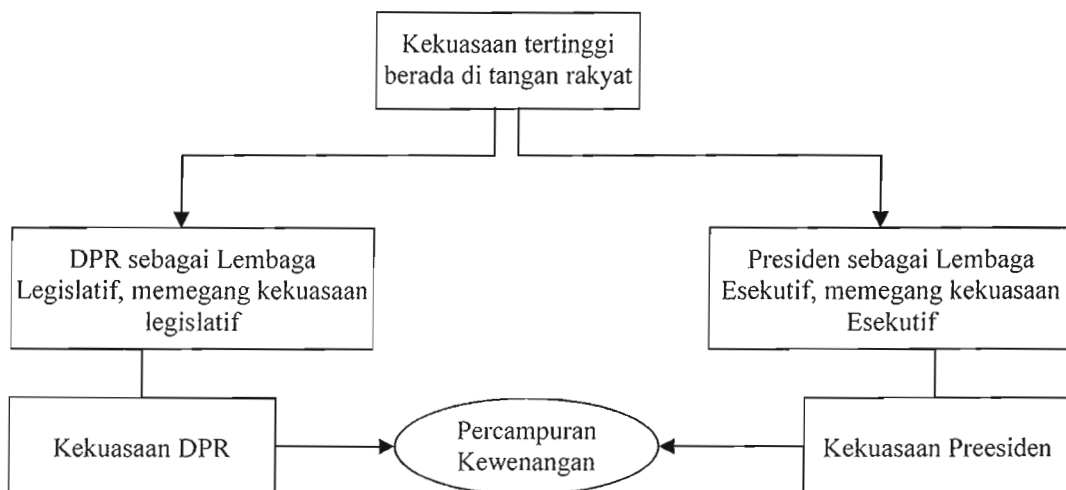 Kekuasaan tertinggi
berada di tangan rakyat
DPR sebagai Lembaga
Legislatif, memegang kekuasaan
legislatif
Presiden sebagai Lembaga
Esekutif, memegang kekuasaan
Esekutif
Kekuasaan DPR
Percampuran
Kewenangan
Kekuasaan Preesiden